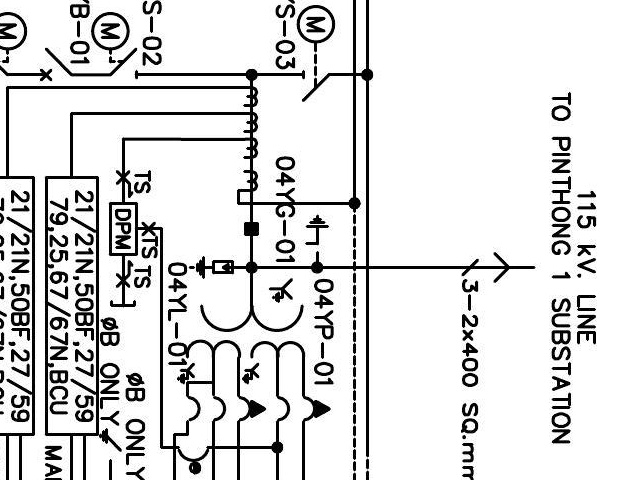 115 kV. LINE
TO PINTHONG 1 SUBSTATION
3-2x400 SQ.mm
M
YS-03
04YG-01
04YP-01
S-02
M
YB-01
M
TS
DPM
TS
TS
04YL-01
21/21N,50BF,27/59
79,25,67/67N,BCU
21/21N,50BF,27/59
øB ONLY
øB ONLY